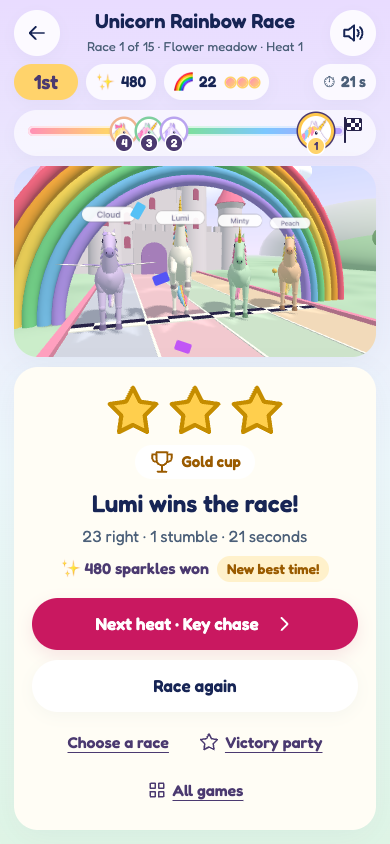 Unicorn Rainbow Race
Race 1 of 15 · Flower meadow · Heat 1
1st
480
22
21 s
4
3
2
1
Cloud
Lumi
Minty
Peach
Gold cup
Lumi wins the race!
23 right · 1 stumble · 21 seconds
480 sparkles won
New best time!
Next heat · Key chase
Race again
Choose a race
Victory party
All games